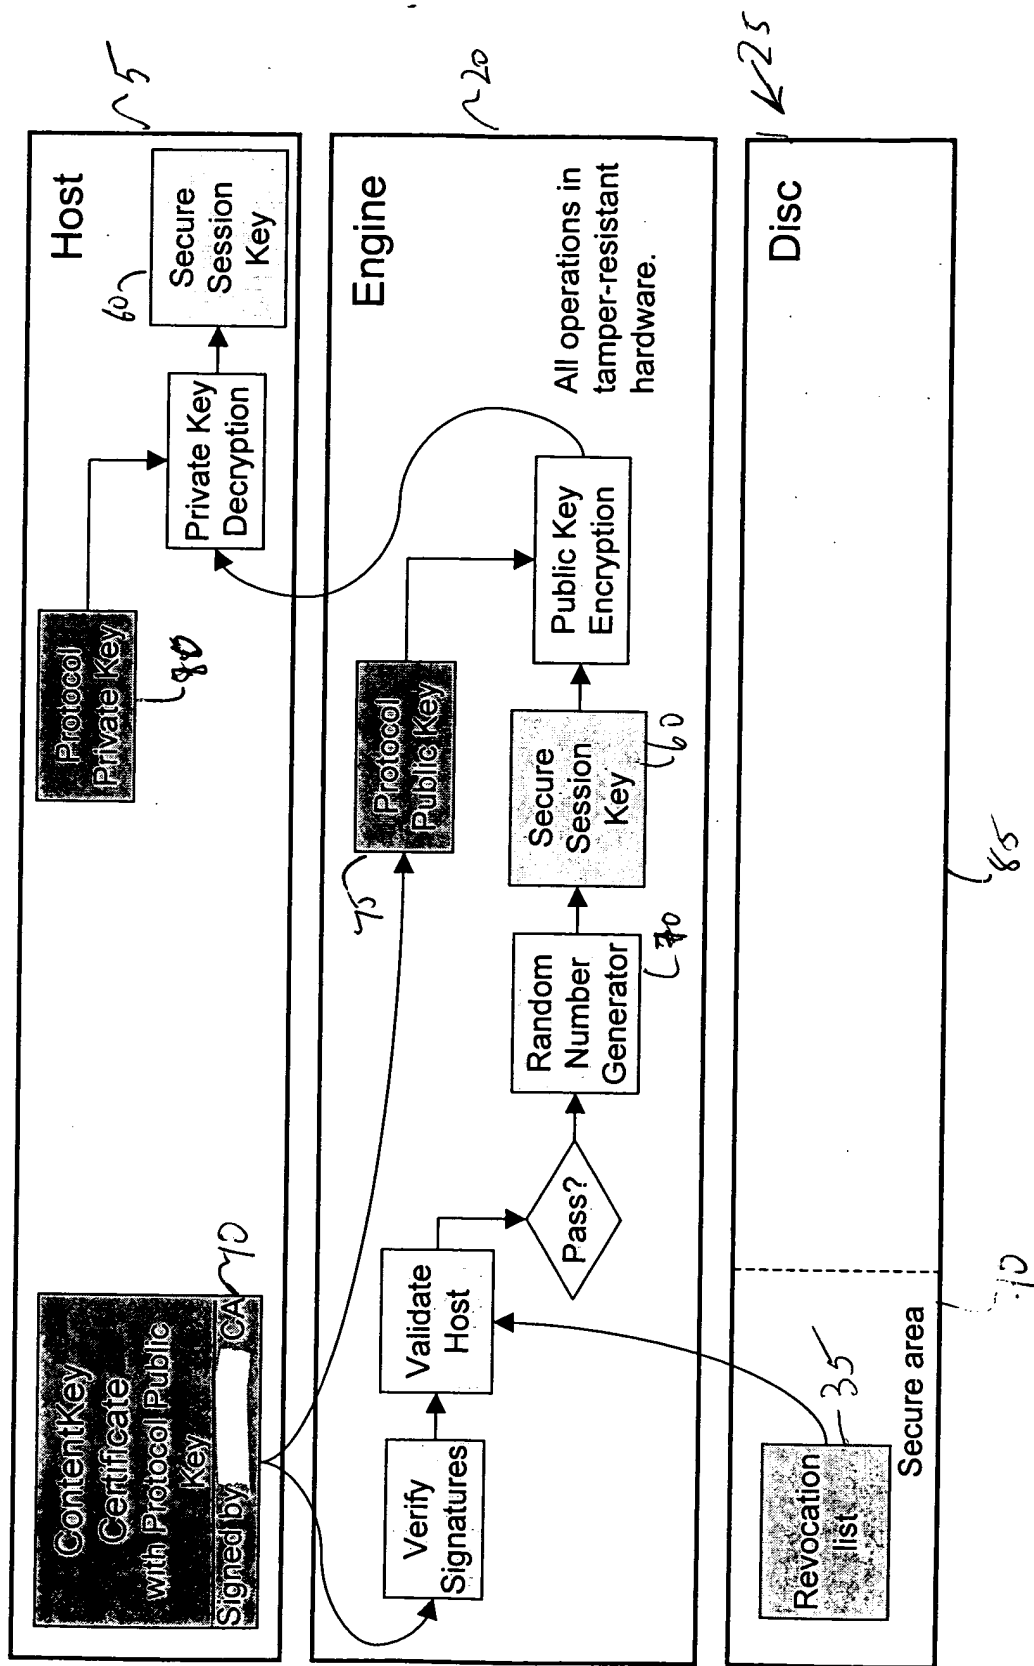 Host
5
ContentKey
Certificate
with Protocol Public
Key
Signed by
CA
Protocol
Private Key
80
Private Key
Decryption
60
Secure
Session
Key
Engine
20
Verify
Signatures
Validate
Host
Pass?
Random
Number
Generator
70
Secure
Session
Key
60
Protocol
Public Key
75
Public Key
Encryption
All operations in
tamper-resistant
hardware.
Disc
25
Revocation
list
35
Secure area
85